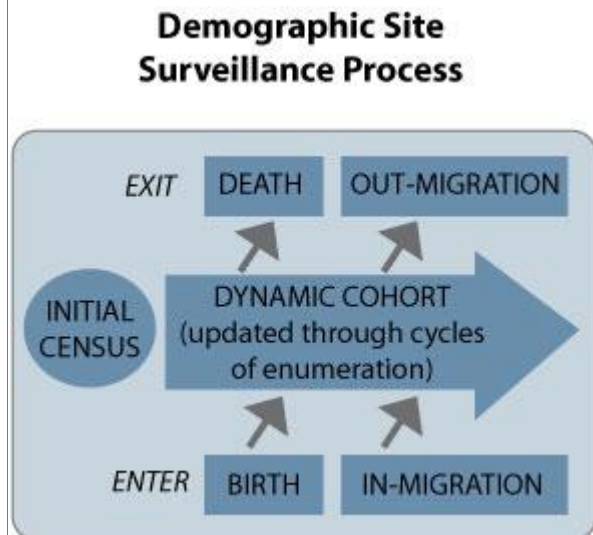 Demographic Site
Surveillance Process
EXIT
DEATH
OUT-MIGRATION
INITIAL
CENSUS
DYNAMIC COHORT
(updated through cycles
of enumeration)
ENTER
BIRTH
IN-MIGRATION